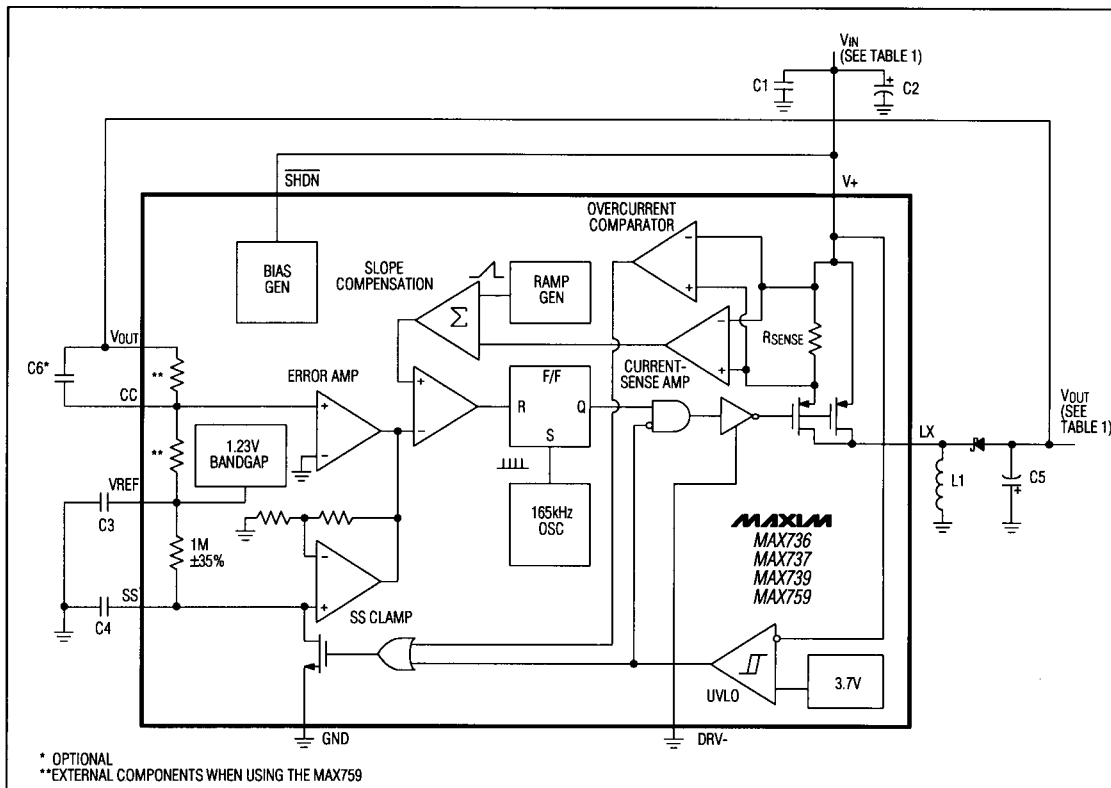 VIN
(SEE TABLE 1)
C1
C2
SHDN
V+
OVERCURRENT
COMPARATOR
BIAS
GEN
SLOPE
COMPENSATION
RAMP
GEN
Σ
RSENSE
VOUT
C6*
**
CC
ERROR AMP
CURRENT-
SENSE AMP
F/F
R
Q
S
+
-
**
1.23V
BANDGAP
VREF
C3
1M
±35%
165kHz
OSC
LX
VOUT
(SEE
TABLE 1)
L1
C5
MAXIM
MAX736
MAX737
MAX739
MAX759
SS
C4
SS CLAMP
UVLO
3.7V
GND
DRV-
* OPTIONAL
**EXTERNAL COMPONENTS WHEN USING THE MAX759